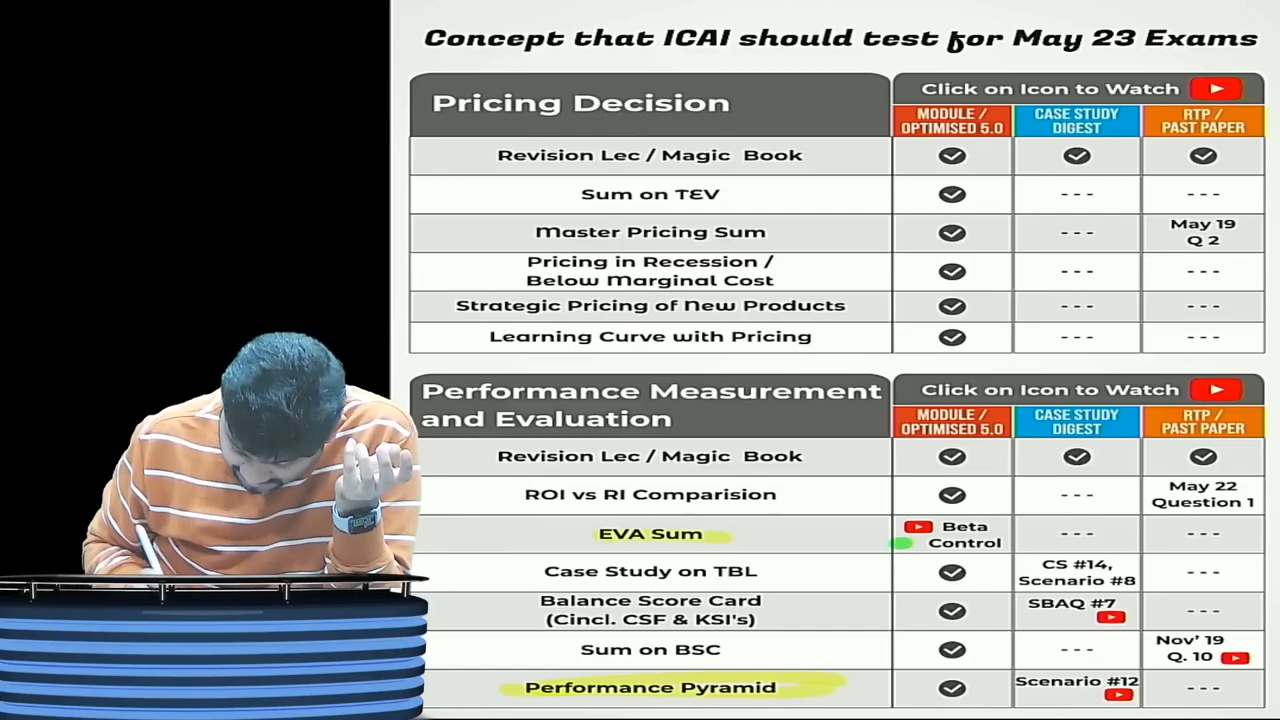 Concept that ICAI should test for May 23 Exams
Pricing Decision
Click on Icon to Watch
MODULE / OPTIMISED 5.0
CASE STUDY DIGEST
RTP / PAST PAPER
Revision Lec / Magic Book
Sum on TEV
- - -
- - -
Master Pricing Sum
- - -
May 19
Q 2
Pricing in Recession /
Below Marginal Cost
- - -
- - -
Strategic Pricing of New Products
- - -
- - -
Learning Curve with Pricing
- - -
- - -
Performance Measurement
and Evaluation
Click on Icon to Watch
MODULE / OPTIMISED 5.0
CASE STUDY DIGEST
RTP / PAST PAPER
Revision Lec / Magic Book
ROI vs RI Comparision
- - -
May 22
Question 1
EVA Sum
Beta
Control
- - -
- - -
Case Study on TBL
CS #14,
Scenario #8
- - -
Balance Score Card
(Cincl. CSF & KSI's)
SBAQ #7
- - -
Sum on BSC
- - -
Nov' 19
Q. 10
Performance Pyramid
Scenario #12
- - -